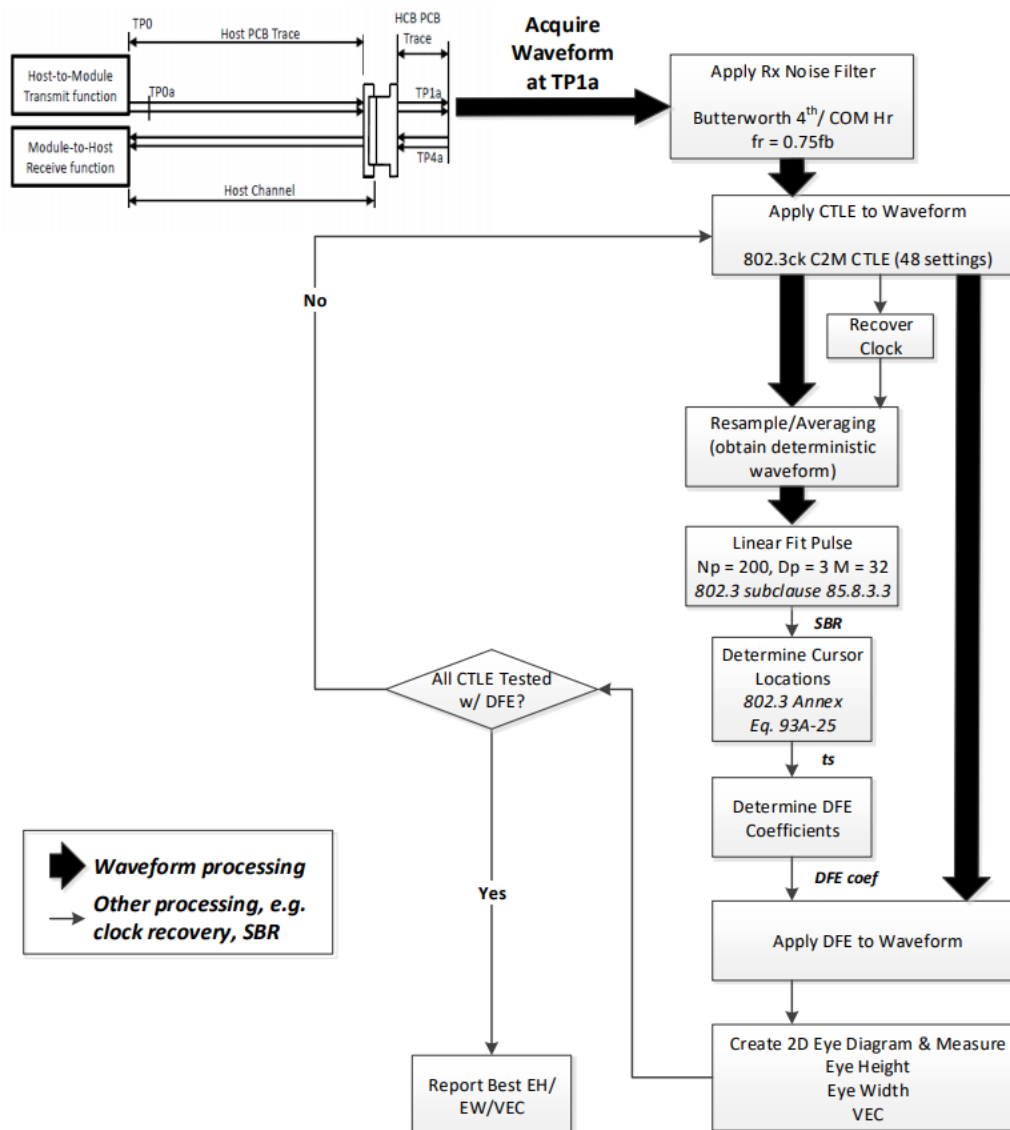 TP0
Host PCB Trace
HCB PCB
Trace
Host-to-Module
Transmit function
TP0a
TP1a
Module-to-Host
Receive function
TP4a
Host Channel
Acquire
Waveform
at TP1a
Apply Rx Noise Filter
Butterworth 4th/ COM Hr
fr = 0.75fb
Apply CTLE to Waveform
802.3ck C2M CTLE (48 settings)
No
Recover
Clock
Resample/Averaging
(obtain deterministic
waveform)
Linear Fit Pulse
Np = 200, Dp = 3 M = 32
802.3 subclause 85.8.3.3
SBR
Determine Cursor
Locations
802.3 Annex
Eq. 93A-25
All CTLE Tested
w/ DFE?
ts
Determine DFE
Coefficients
DFE coef
Waveform processing
Other processing, e.g.
clock recovery, SBR
Yes
Apply DFE to Waveform
Create 2D Eye Diagram & Measure
Eye Height
Eye Width
VEC
Report Best EH/
EW/VEC